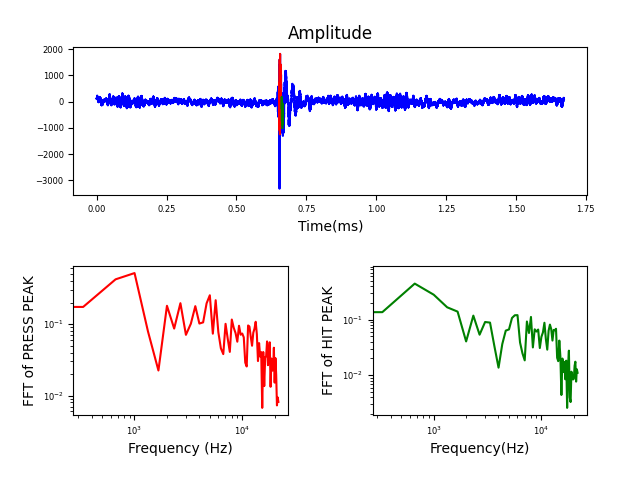 Amplitude
2000
1000
0
−1000
−2000
−3000
0.00 0.25 0.50 0.75 1.00 1.25 1.50 1.75
Time(ms)
FFT of PRESS PEAK
10⁻¹
10⁻²
10³ 10⁴
Frequency (Hz)
FFT of HIT PEAK
10⁻¹
10⁻²
10³ 10⁴
Frequency(Hz)